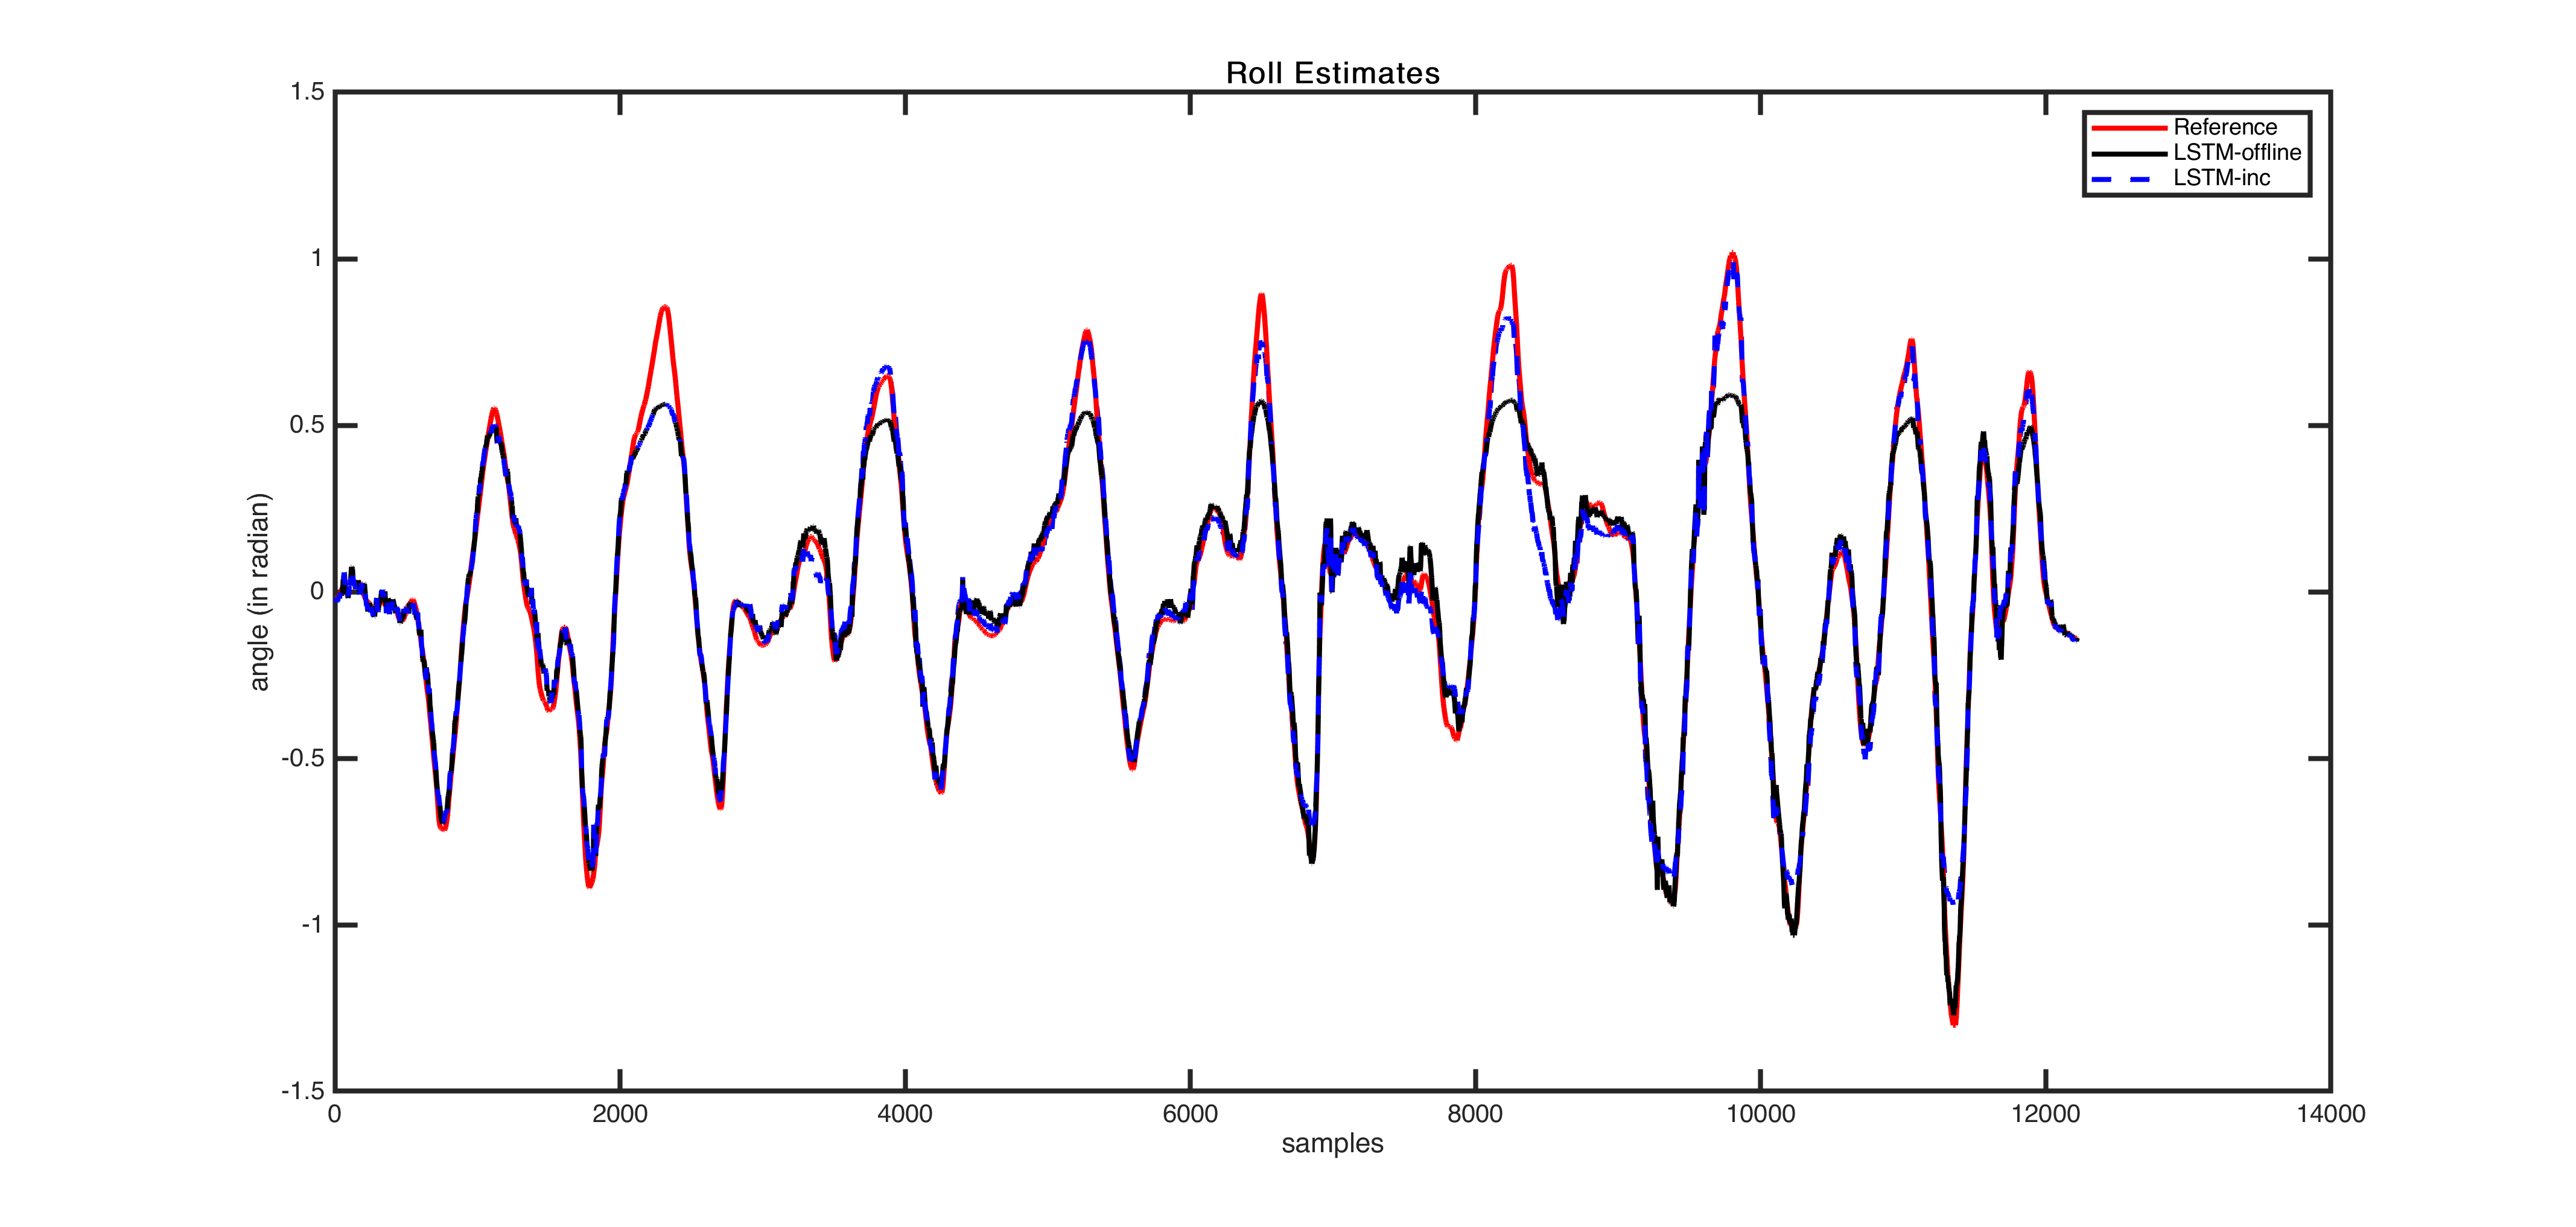 Roll Estimates
1.5
1
0.5
0
-0.5
-1
-1.5
angle (in radian)
0 2000 4000 6000 8000 10000 12000 14000
samples
Reference
LSTM-offline
LSTM-inc